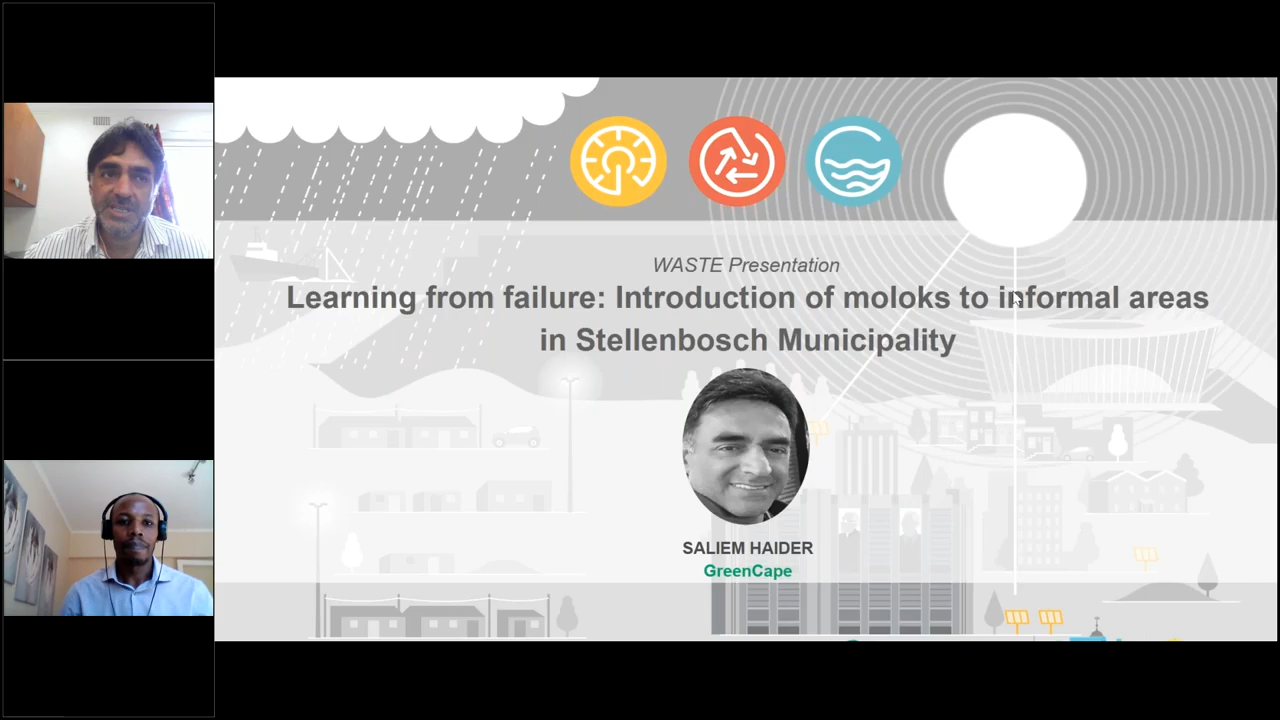 WASTE Presentation
Learning from failure: Introduction of moloks to informal areas
in Stellenbosch Municipality
SALIEM HAIDER
GreenCape